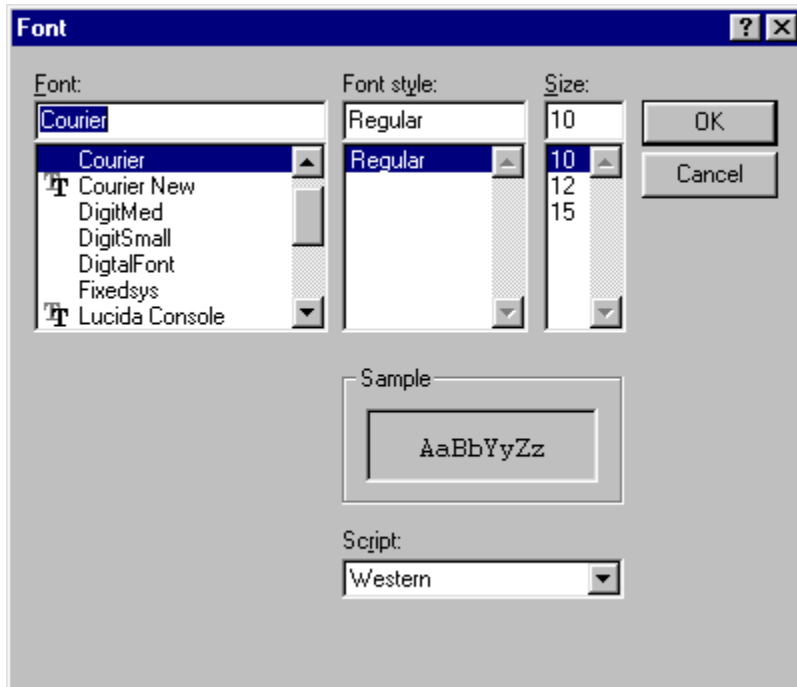 Font
Font: Font style: Size:
Courier Regular 10 OK
Courier Regular 10 Cancel
Courier New 12
DigitMed 15
DigitSmall
DigtalFont
Fixedsys
Lucida Console
Sample
AaBbYyZz
Script:
Western